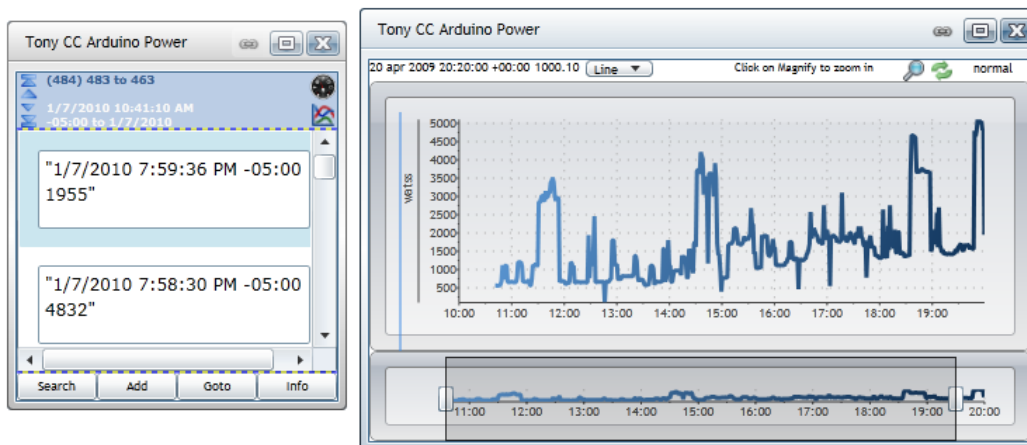 Tony CC Arduino Power
(484) 483 to 463
1/7/2010 10:41:10 AM
-05:00 to 1/7/2010
"1/7/2010 7:59:36 PM -05:00
1955"
"1/7/2010 7:58:30 PM -05:00
4832"
Search Add Goto Info
Tony CC Arduino Power
20 apr 2009 20:20:00 +00:00 1000.10 Line Click on Magnify to zoom in normal
watss
5000
4500
4000
3500
3000
2500
2000
1500
1000
500
10:00 11:00 12:00 13:00 14:00 15:00 16:00 17:00 18:00 19:00
11:00 12:00 13:00 14:00 15:00 16:00 17:00 18:00 19:00 20:00